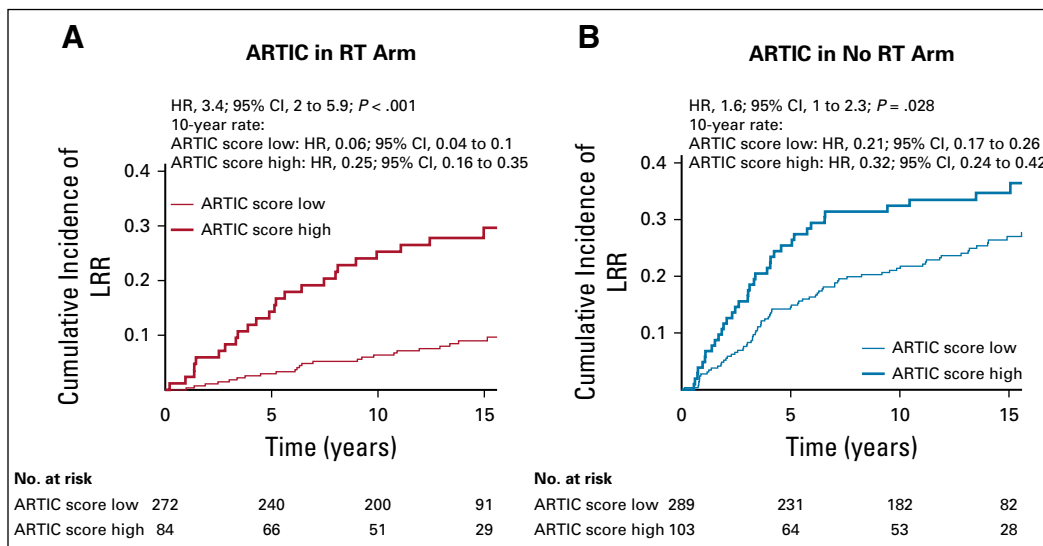 A
ARTIC in RT Arm
HR, 3.4; 95% CI, 2 to 5.9; P < .001
10-year rate:
ARTIC score low: HR, 0.06; 95% CI, 0.04 to 0.1
ARTIC score high: HR, 0.25; 95% CI, 0.16 to 0.35
Cumulative Incidence of
LRR
0.4
0.3
0.2
0.1
ARTIC score low
ARTIC score high
0
5
10
15
Time (years)
No. at risk
ARTIC score low 272 240 200 91
ARTIC score high 84 66 51 29
B
ARTIC in No RT Arm
HR, 1.6; 95% CI, 1 to 2.3; P = .028
10-year rate:
ARTIC score low: HR, 0.21; 95% CI, 0.17 to 0.26
ARTIC score high: HR, 0.32; 95% CI, 0.24 to 0.42
Cumulative Incidence of
LRR
0.4
0.3
0.2
0.1
ARTIC score low
ARTIC score high
0
5
10
15
Time (years)
No. at risk
ARTIC score low 289 231 182 82
ARTIC score high 103 64 53 28